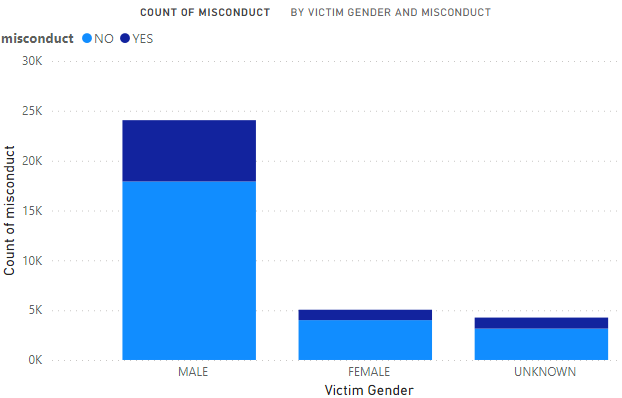 COUNT OF MISCONDUCT BY VICTIM GENDER AND MISCONDUCT
misconduct NO YES
30K
25K
20K
15K
10K
5K
0K
Count of misconduct
MALE FEMALE UNKNOWN
Victim Gender